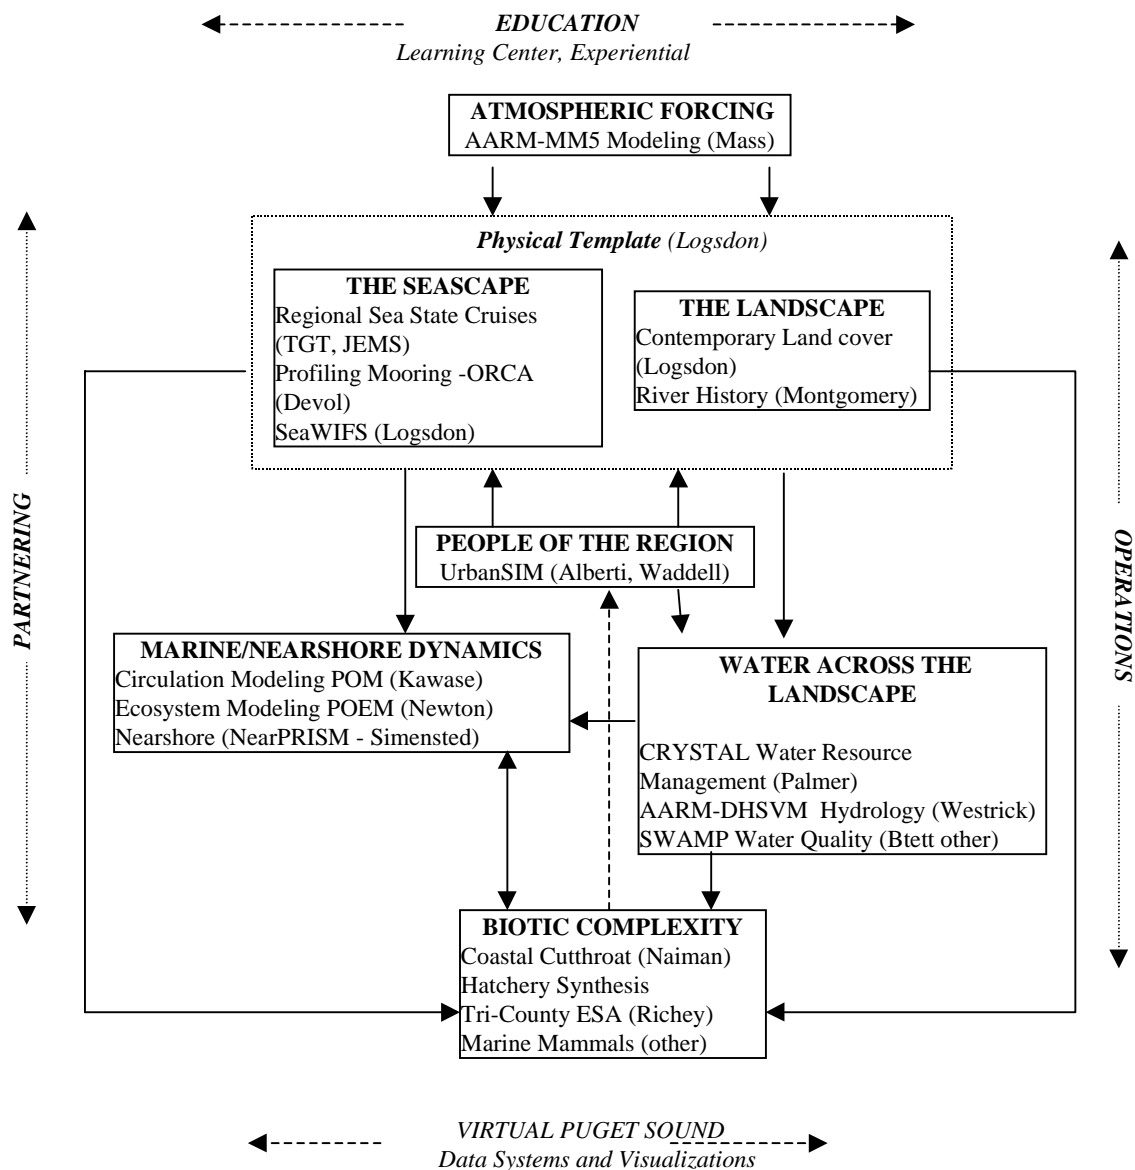 EDUCATION
Learning Center, Experiential
ATMOSPHERIC FORCING
AARM-MM5 Modeling (Mass)
Physical Template (Logsdon)
THE SEASCAPE
Regional Sea State Cruises
(TGT, JEMS)
Profiling Mooring -ORCA
(Devol)
SeaWIFS (Logsdon)
THE LANDSCAPE
Contemporary Land cover
(Logsdon)
River History (Montgomery)
PARTNERING
OPERATIONS
PEOPLE OF THE REGION
UrbanSIM (Alberti, Waddell)
MARINE/NEARSHORE DYNAMICS
Circulation Modeling POM (Kawase)
Ecosystem Modeling POEM (Newton)
Nearshore (NearPRISM - Simensted)
WATER ACROSS THE
LANDSCAPE
CRYSTAL Water Resource
Management (Palmer)
AARM-DHSVM  Hydrology (Westrick)
SWAMP Water Quality (Btett other)
BIOTIC COMPLEXITY
Coastal Cutthroat (Naiman)
Hatchery Synthesis
Tri-County ESA (Richey)
Marine Mammals (other)
VIRTUAL PUGET SOUND
Data Systems and Visualizations